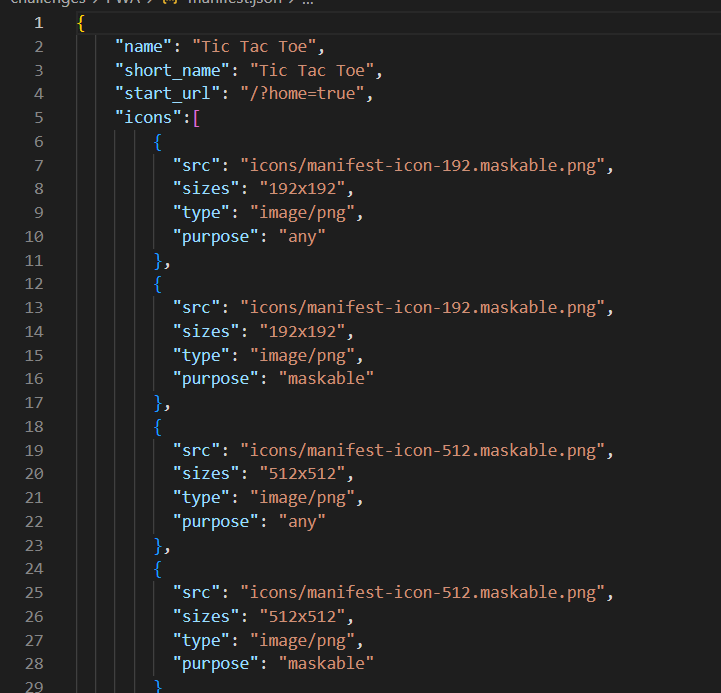 challenges > PWA > {} manifest.json > ...
1 {
2 "name": "Tic Tac Toe",
3 "short_name": "Tic Tac Toe",
4 "start_url": "/?home=true",
5 "icons":[
6 {
7 "src": "icons/manifest-icon-192.maskable.png",
8 "sizes": "192x192",
9 "type": "image/png",
10 "purpose": "any"
11 },
12 {
13 "src": "icons/manifest-icon-192.maskable.png",
14 "sizes": "192x192",
15 "type": "image/png",
16 "purpose": "maskable"
17 },
18 {
19 "src": "icons/manifest-icon-512.maskable.png",
20 "sizes": "512x512",
21 "type": "image/png",
22 "purpose": "any"
23 },
24 {
25 "src": "icons/manifest-icon-512.maskable.png",
26 "sizes": "512x512",
27 "type": "image/png",
28 "purpose": "maskable"
29 }